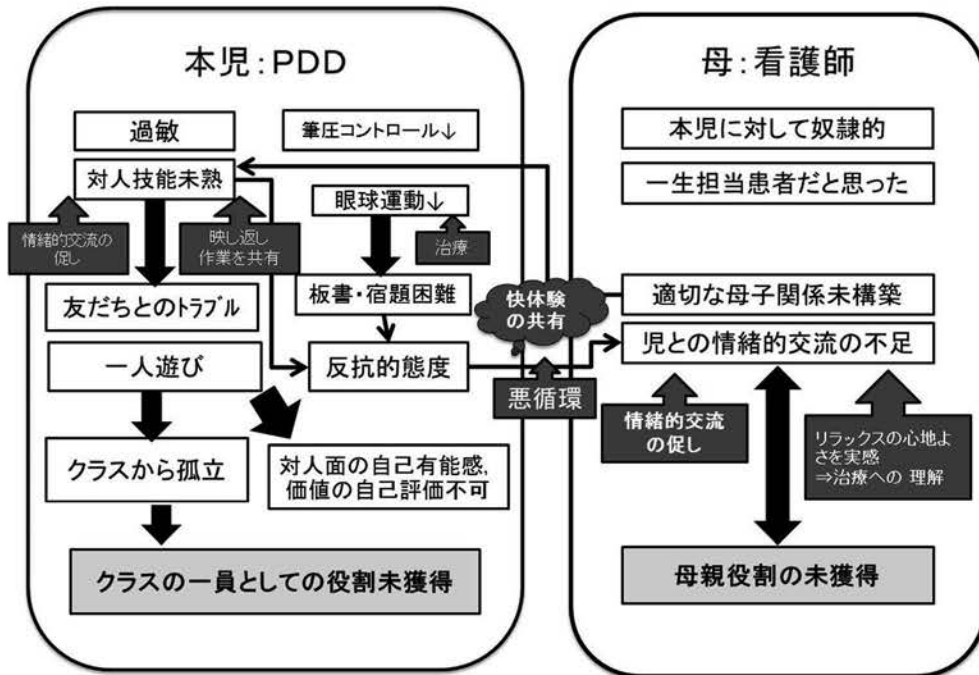 本児：PDD
過敏
筆圧コントロール↓
対人技能未熟
眼球運動↓
情緒的交流の
促し
映し返し
作業を共有
治療
友だちとのトラブル
板書・宿題困難
一人遊び
反抗的態度
クラスから孤立
対人面の自己有能感，
価値の自己評価不可
クラスの一員としての役割未獲得
快体験
の共有
悪循環
母：看護師
本児に対して奴隷的
一生担当患者だと思った
適切な母子関係未構築
児との情緒的交流の不足
情緒的交流
の促し
リラックスの心地よ
さを実感
⇒治療への 理解
母親役割の未獲得